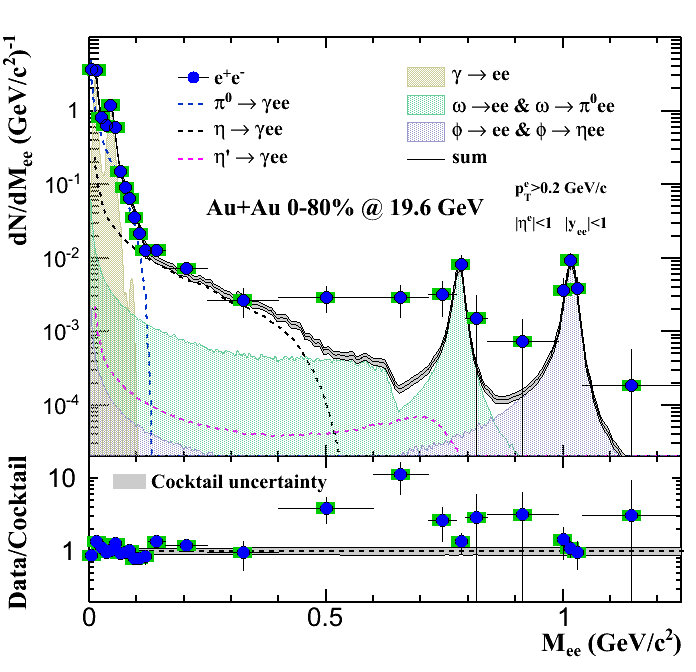 dN/dM_ee (GeV/c²)⁻¹
1
10⁻¹
10⁻²
10⁻³
10⁻⁴
e⁺e⁻
π⁰ → γee
η → γee
η' → γee
γ → ee
ω →ee & ω → π⁰ee
ϕ → ee & ϕ → ηee
sum
Au+Au 0-80% @ 19.6 GeV
p_T^e>0.2 GeV/c
|η^e|<1 |y_ee|<1
Data/Cocktail
10
1
Cocktail uncertainty
0 0.5 1
M_ee (GeV/c²)